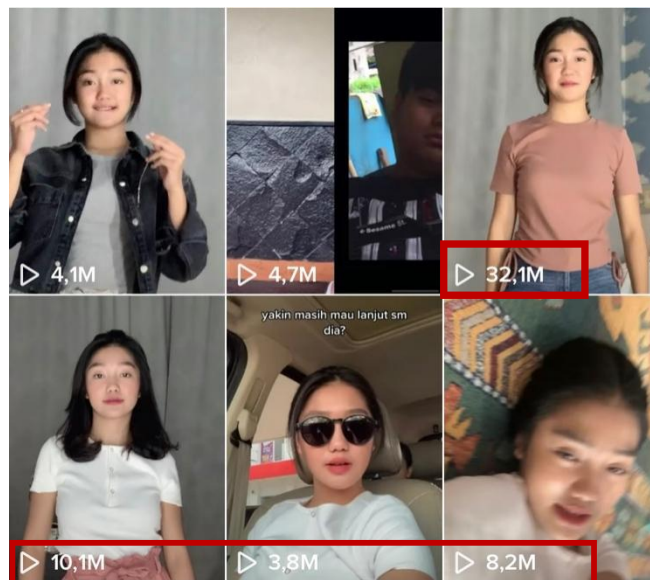 4,1M
4,7M
32,1M
yakin masih mau lanjut sm
dia?
10,1M
3,8M
8,2M